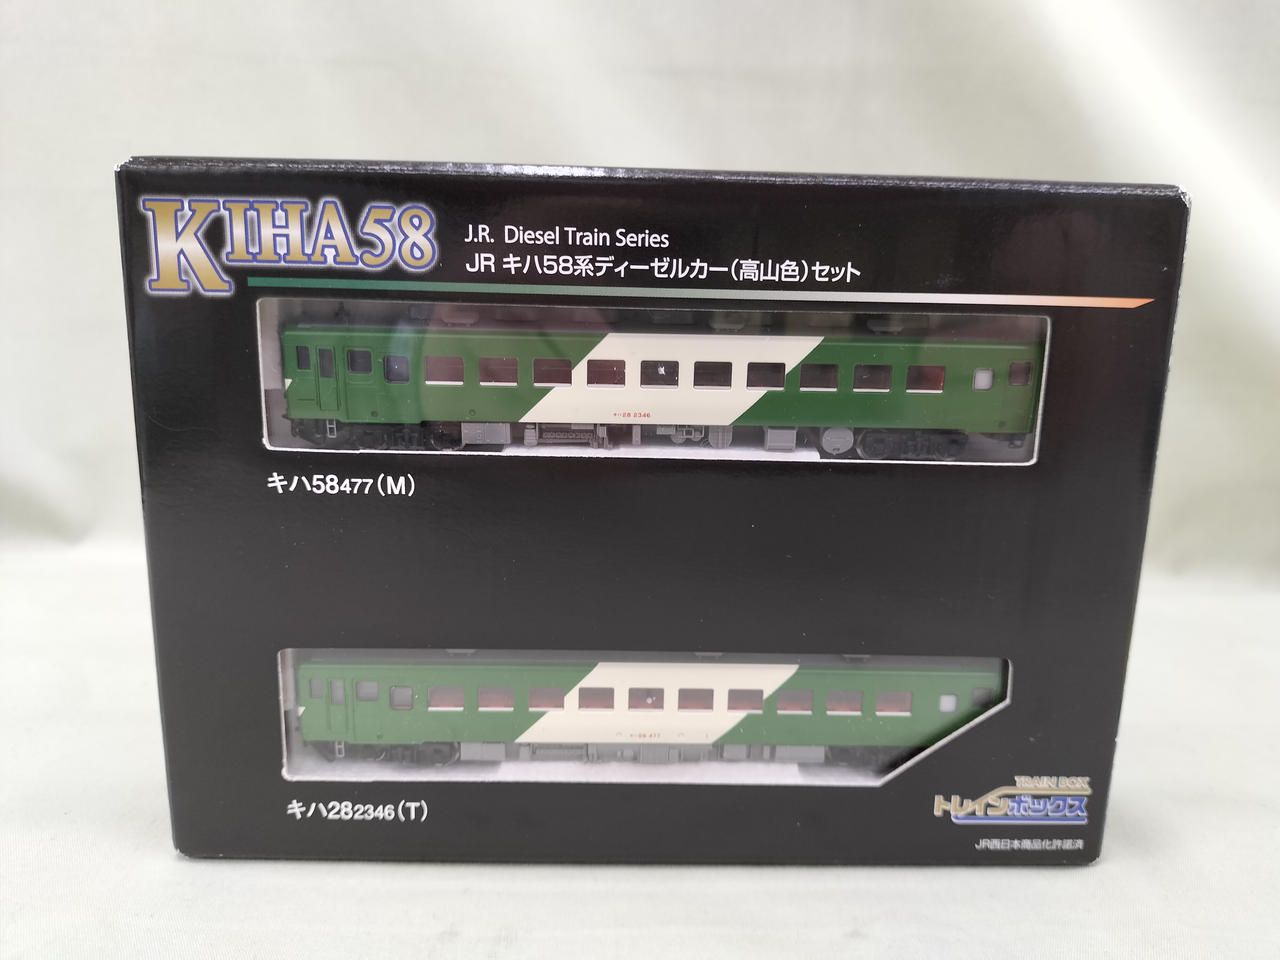 KIHA58
J.R. Diesel Train Series
JR キハ58系ディーゼルカー(高山色)セット
キハ28 2346
キハ58477(M)
キハ58 477
キハ282346(T)
TRAIN BOX
トレインボックス
JR西日本商品化許諾済